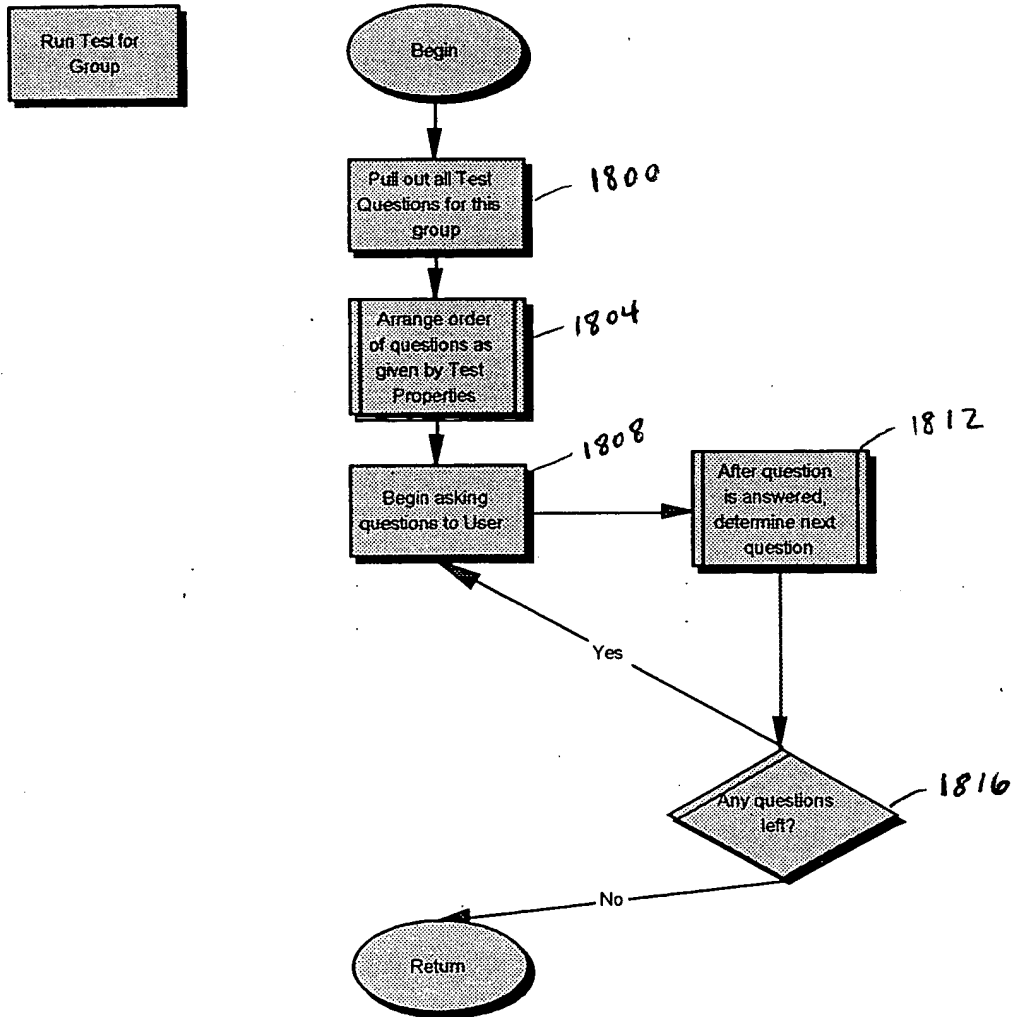 Run Test for
Group
Begin
Pull out all Test
Questions for this
group
1800
Arrange order
of questions as
given by Test
Properties
1804
Begin asking
questions to User
1808
After question
is answered,
determine next
question
1812
Yes
Any questions
left?
1816
No
Return